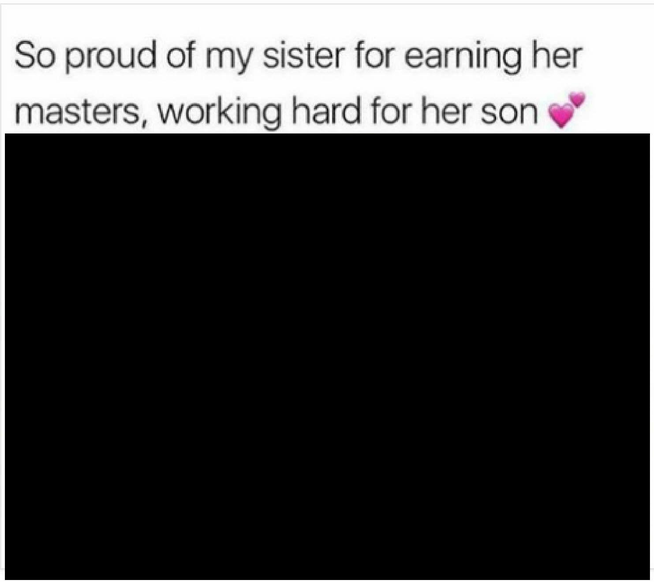 So proud of my sister for earning her
masters, working hard for her son 💕